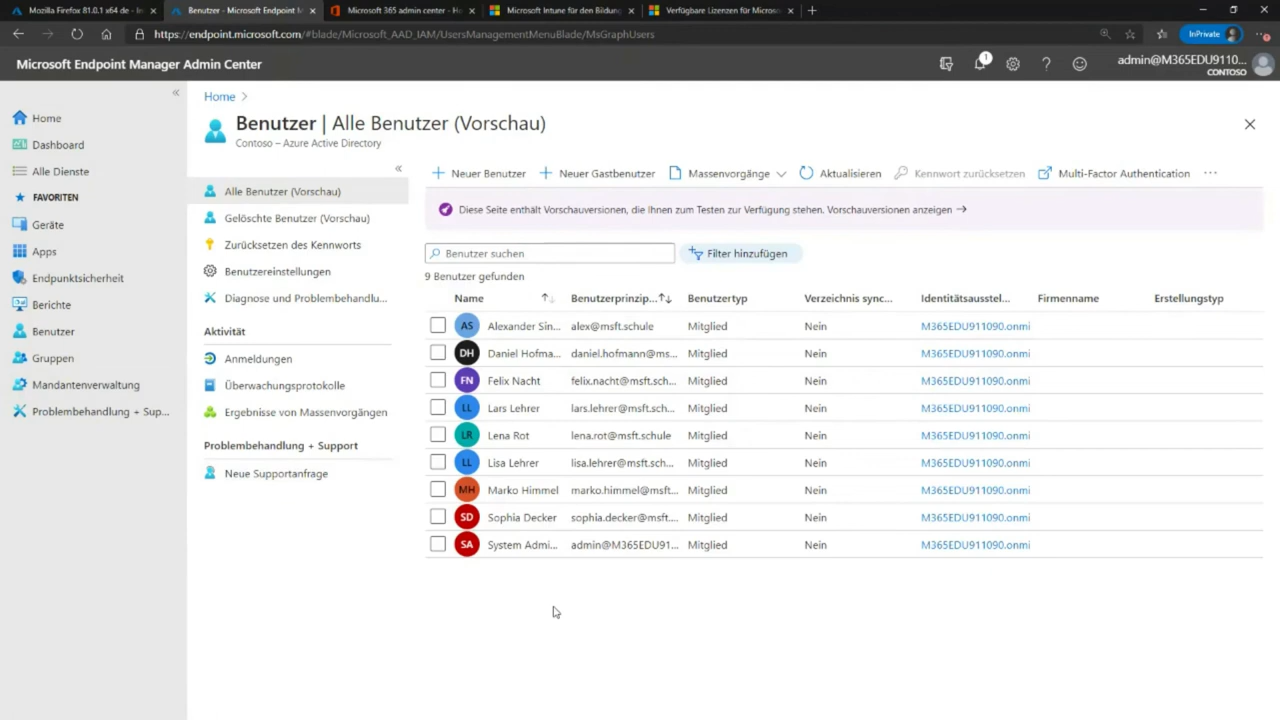 Mozilla Firefox 81.0.1 x64 de - In
Benutzer - Microsoft Endpoint M
Microsoft 365 admin center - Ho
Microsoft Intune für den Bildung
Verfügbare Lizenzen für Microso
https://endpoint.microsoft.com/#blade/Microsoft_AAD_IAM/UsersManagementMenuBlade/MsGraphUsers
InPrivate
Microsoft Endpoint Manager Admin Center
1
admin@M365EDU9110...
CONTOSO
Home
Dashboard
Alle Dienste
FAVORITEN
Geräte
Apps
Endpunktsicherheit
Berichte
Benutzer
Gruppen
Mandantenverwaltung
Problembehandlung + Sup...
Home >
Benutzer | Alle Benutzer (Vorschau)
Contoso – Azure Active Directory
Alle Benutzer (Vorschau)
Gelöschte Benutzer (Vorschau)
Zurücksetzen des Kennworts
Benutzereinstellungen
Diagnose und Problembehandlu...
Aktivität
Anmeldungen
Überwachungsprotokolle
Ergebnisse von Massenvorgängen
Problembehandlung + Support
Neue Supportanfrage
Neuer Benutzer Neuer Gastbenutzer Massenvorgänge Aktualisieren Kennwort zurücksetzen Multi-Factor Authentication ...
Diese Seite enthält Vorschauversionen, die Ihnen zum Testen zur Verfügung stehen. Vorschauversionen anzeigen →
Benutzer suchen
Filter hinzufügen
9 Benutzer gefunden
Name Benutzerprinzip... Benutzertyp Verzeichnis sync... Identitätsausstel... Firmenname Erstellungstyp
AS Alexander Sin... alex@msft.schule Mitglied Nein M365EDU911090.onmi
DH Daniel Hofma... daniel.hofmann@ms... Mitglied Nein M365EDU911090.onmi
FN Felix Nacht felix.nacht@msft.sch... Mitglied Nein M365EDU911090.onmi
LL Lars Lehrer lars.lehrer@msft.sch... Mitglied Nein M365EDU911090.onmi
LR Lena Rot lena.rot@msft.schule Mitglied Nein M365EDU911090.onmi
LL Lisa Lehrer lisa.lehrer@msft.sch... Mitglied Nein M365EDU911090.onmi
MH Marko Himmel marko.himmel@msft... Mitglied Nein M365EDU911090.onmi
SD Sophia Decker sophia.decker@msft.... Mitglied Nein M365EDU911090.onmi
SA System Admi... admin@M365EDU91... Mitglied Nein M365EDU911090.onmi